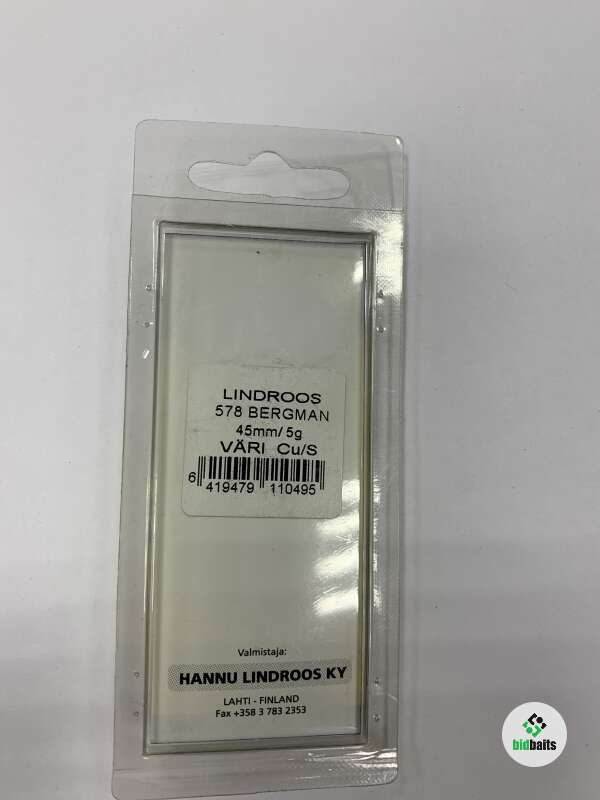 LINDROOS
578 BERGMAN
45mm/ 5g
VÄRI Cu/S
6 419479 110495
Valmistaja:
HANNU LINDROOS KY
LAHTI - FINLAND
Fax +358 3 783 2353
bidbaits